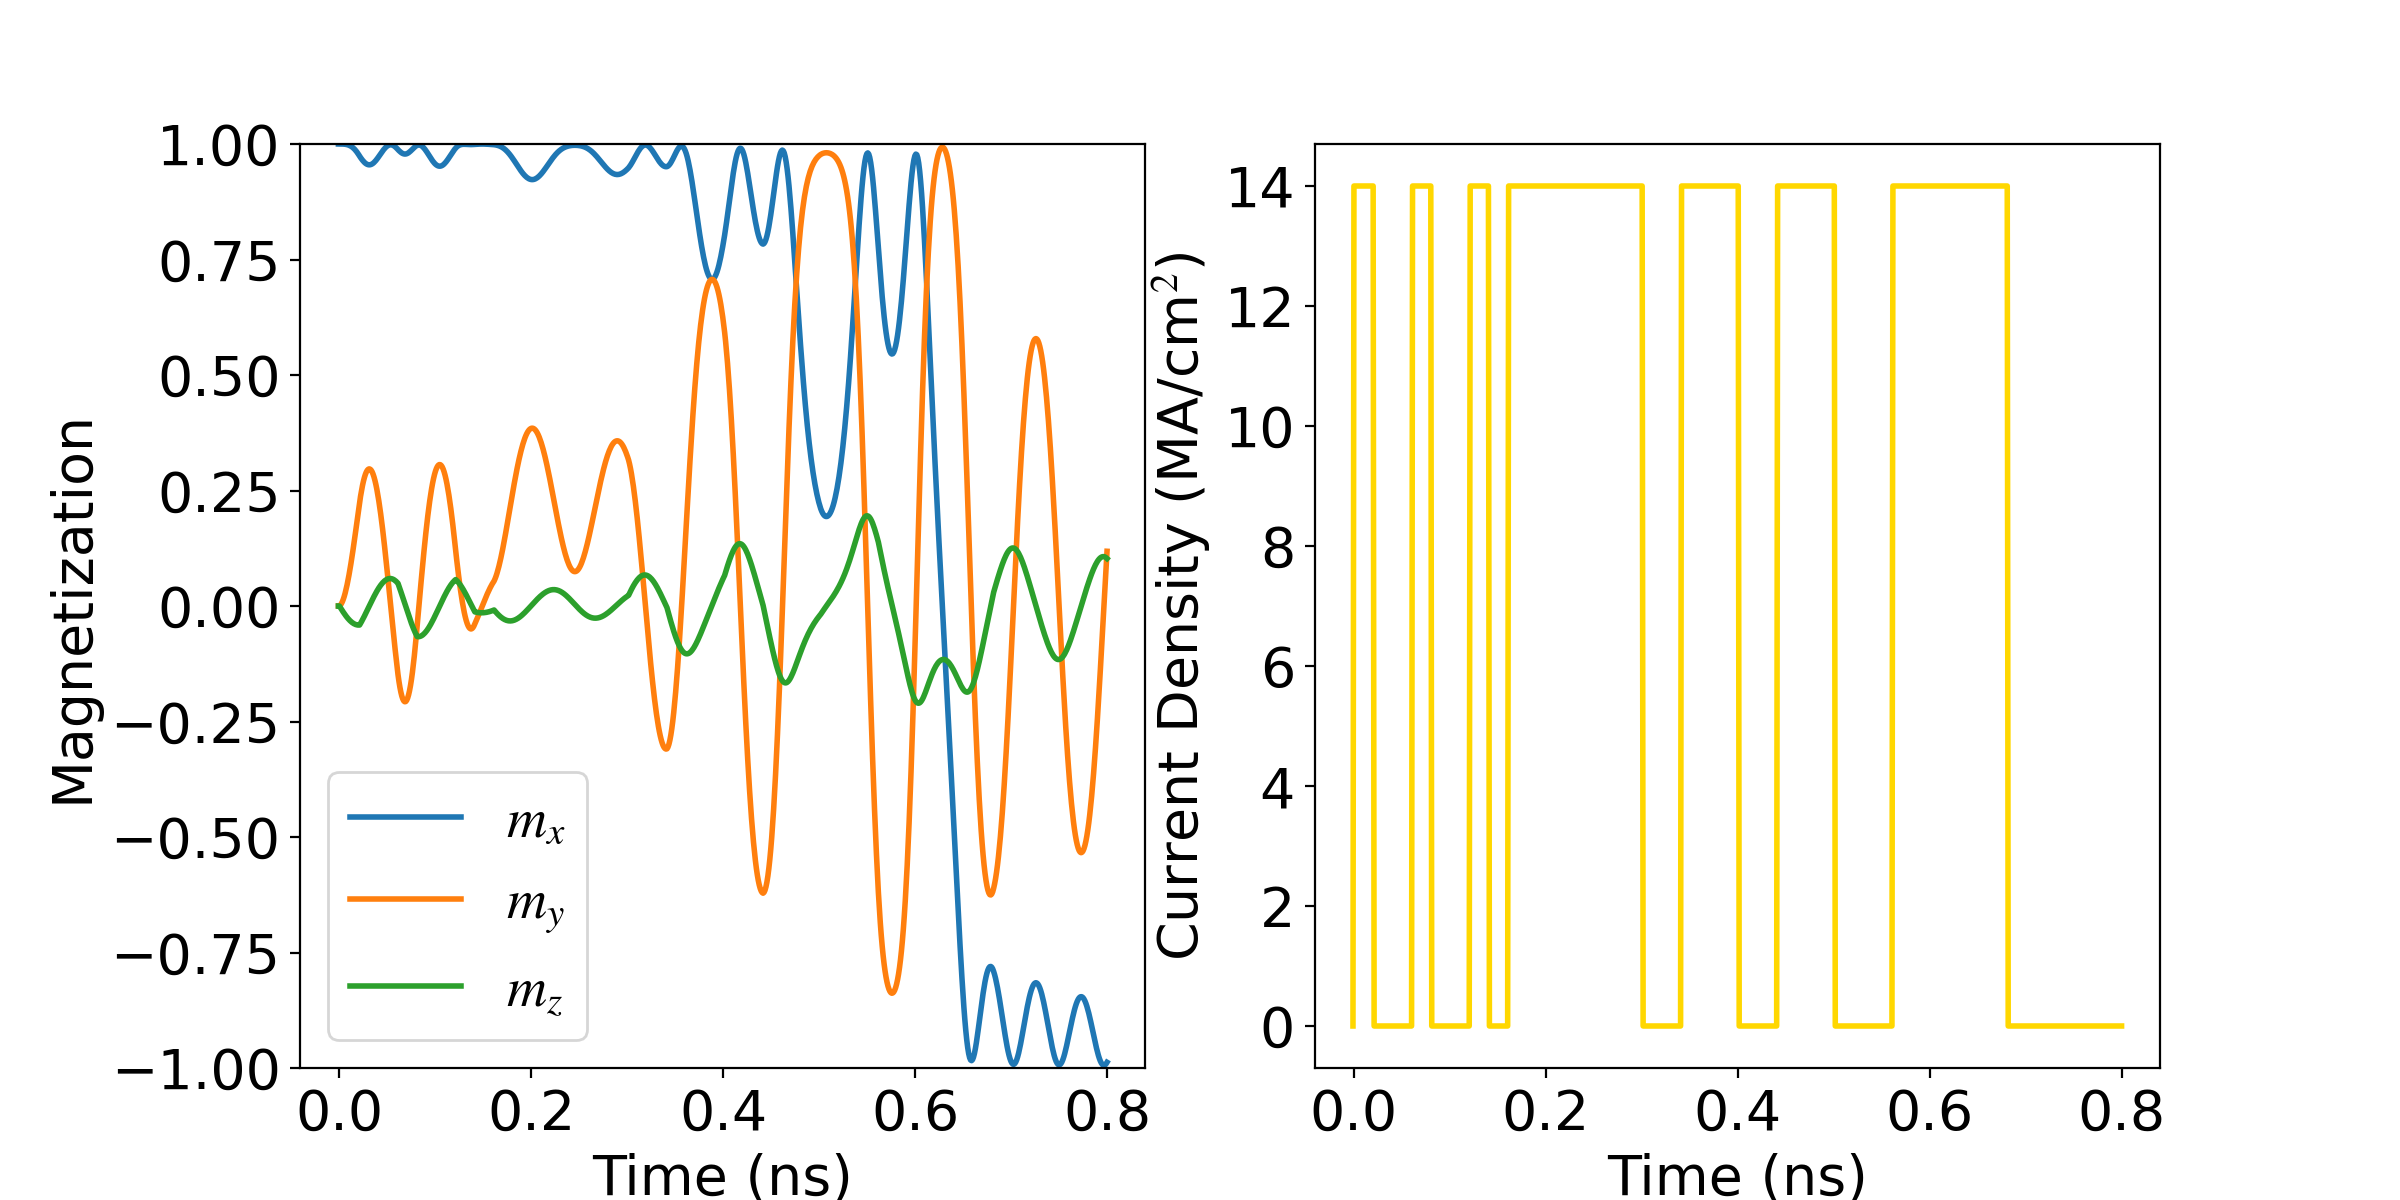 1.00
0.75
0.50
0.25
0.00
−0.25
−0.50
−0.75
−1.00
Magnetization
m_x
m_y
m_z
0.0 0.2 0.4 0.6 0.8
Time (ns)
14
12
10
8
6
4
2
0
Current Density (MA/cm²)
0.0 0.2 0.4 0.6 0.8
Time (ns)